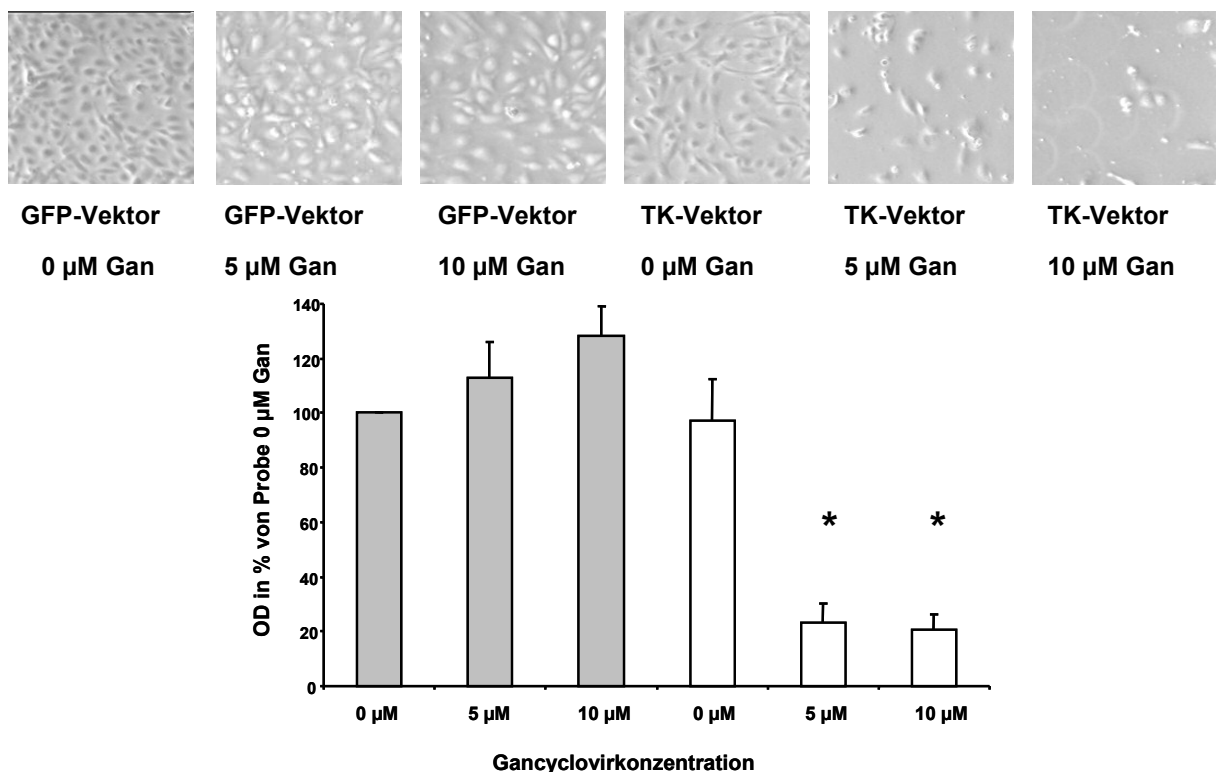 GFP-Vektor GFP-Vektor GFP-Vektor TK-Vektor TK-Vektor TK-Vektor
0 µM Gan 5 µM Gan 10 µM Gan 0 µM Gan 5 µM Gan 10 µM Gan
OD in % von Probe 0 µM Gan
140
120
100
80
60
40
20
0
* *
0 µM 5 µM 10 µM 0 µM 5 µM 10 µM
Gancyclovirkonzentration